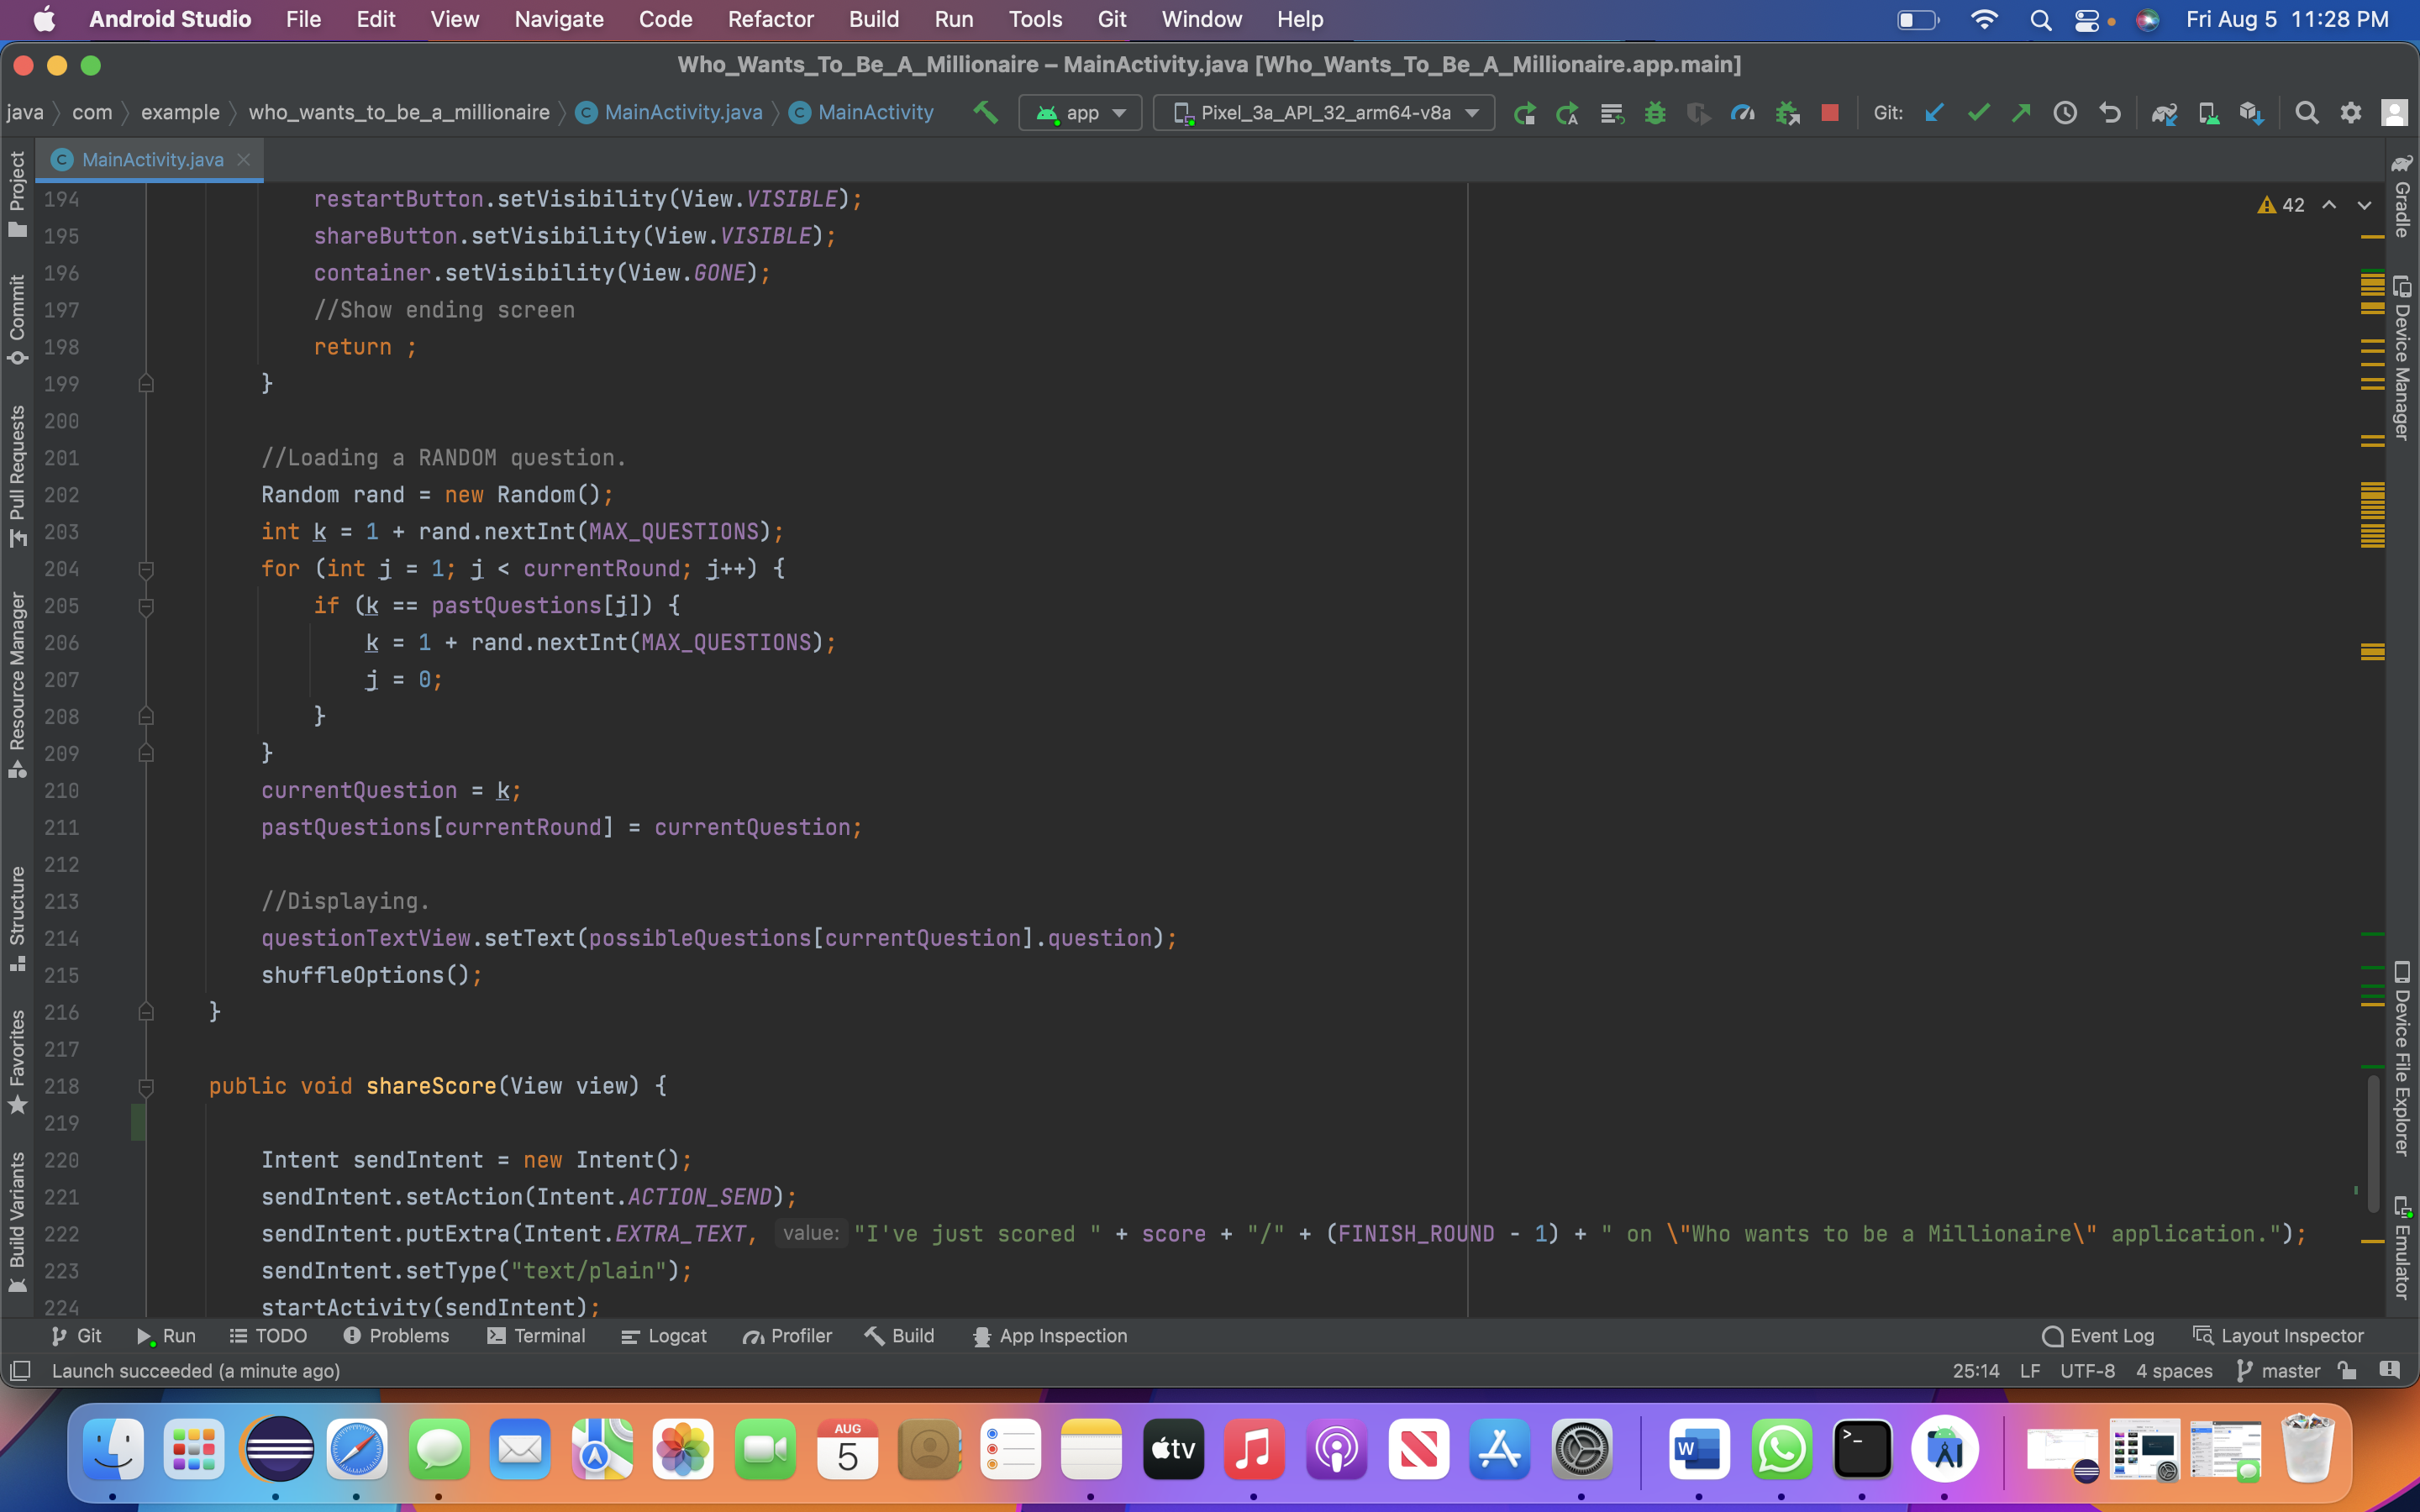 Android Studio File Edit View Navigate Code Refactor Build Run Tools Git Window Help Fri Aug 5 11:28 PM
Who_Wants_To_Be_A_Millionaire – MainActivity.java [Who_Wants_To_Be_A_Millionaire.app.main]
java com example who_wants_to_be_a_millionaire MainActivity.java MainActivity app Pixel_3a_API_32_arm64-v8a Git:
MainActivity.java
Project
Commit
Pull Requests
Resource Manager
Structure
Favorites
Build Variants
42
194 restartButton.setVisibility(View.VISIBLE);
195 shareButton.setVisibility(View.VISIBLE);
196 container.setVisibility(View.GONE);
197 //Show ending screen
198 return ;
199 }
200
201 //Loading a RANDOM question.
202 Random rand = new Random();
203 int k = 1 + rand.nextInt(MAX_QUESTIONS);
204 for (int j = 1; j < currentRound; j++) {
205 if (k == pastQuestions[j]) {
206 k = 1 + rand.nextInt(MAX_QUESTIONS);
207 j = 0;
208 }
209 }
210 currentQuestion = k;
211 pastQuestions[currentRound] = currentQuestion;
212
213 //Displaying.
214 questionTextView.setText(possibleQuestions[currentQuestion].question);
215 shuffleOptions();
216 }
217
218 public void shareScore(View view) {
219
220 Intent sendIntent = new Intent();
221 sendIntent.setAction(Intent.ACTION_SEND);
222 sendIntent.putExtra(Intent.EXTRA_TEXT, value: "I've just scored " + score + "/" + (FINISH_ROUND - 1) + " on \"Who wants to be a Millionaire\" application.");
223 sendIntent.setType("text/plain");
224 startActivity(sendIntent);
Gradle
Device Manager
Device File Explorer
Emulator
Git Run TODO Problems Terminal Logcat Profiler Build App Inspection Event Log Layout Inspector
Launch succeeded (a minute ago) 25:14 LF UTF-8 4 spaces master
AUG
5
tv
W